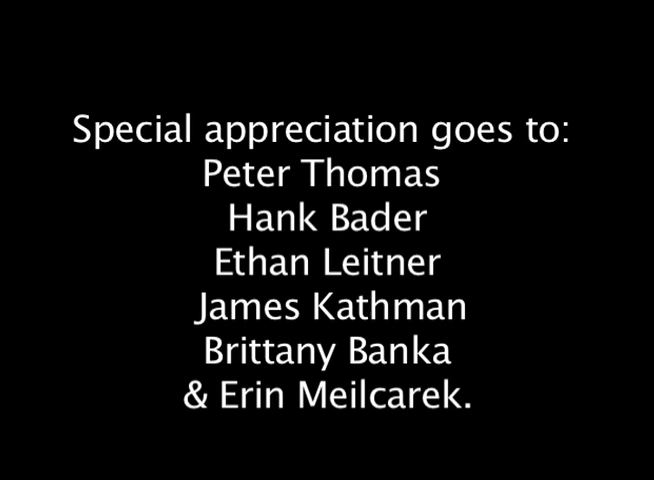 Special appreciation goes to:
Peter Thomas
Hank Bader
Ethan Leitner
James Kathman
Brittany Banka
& Erin Meilcarek.